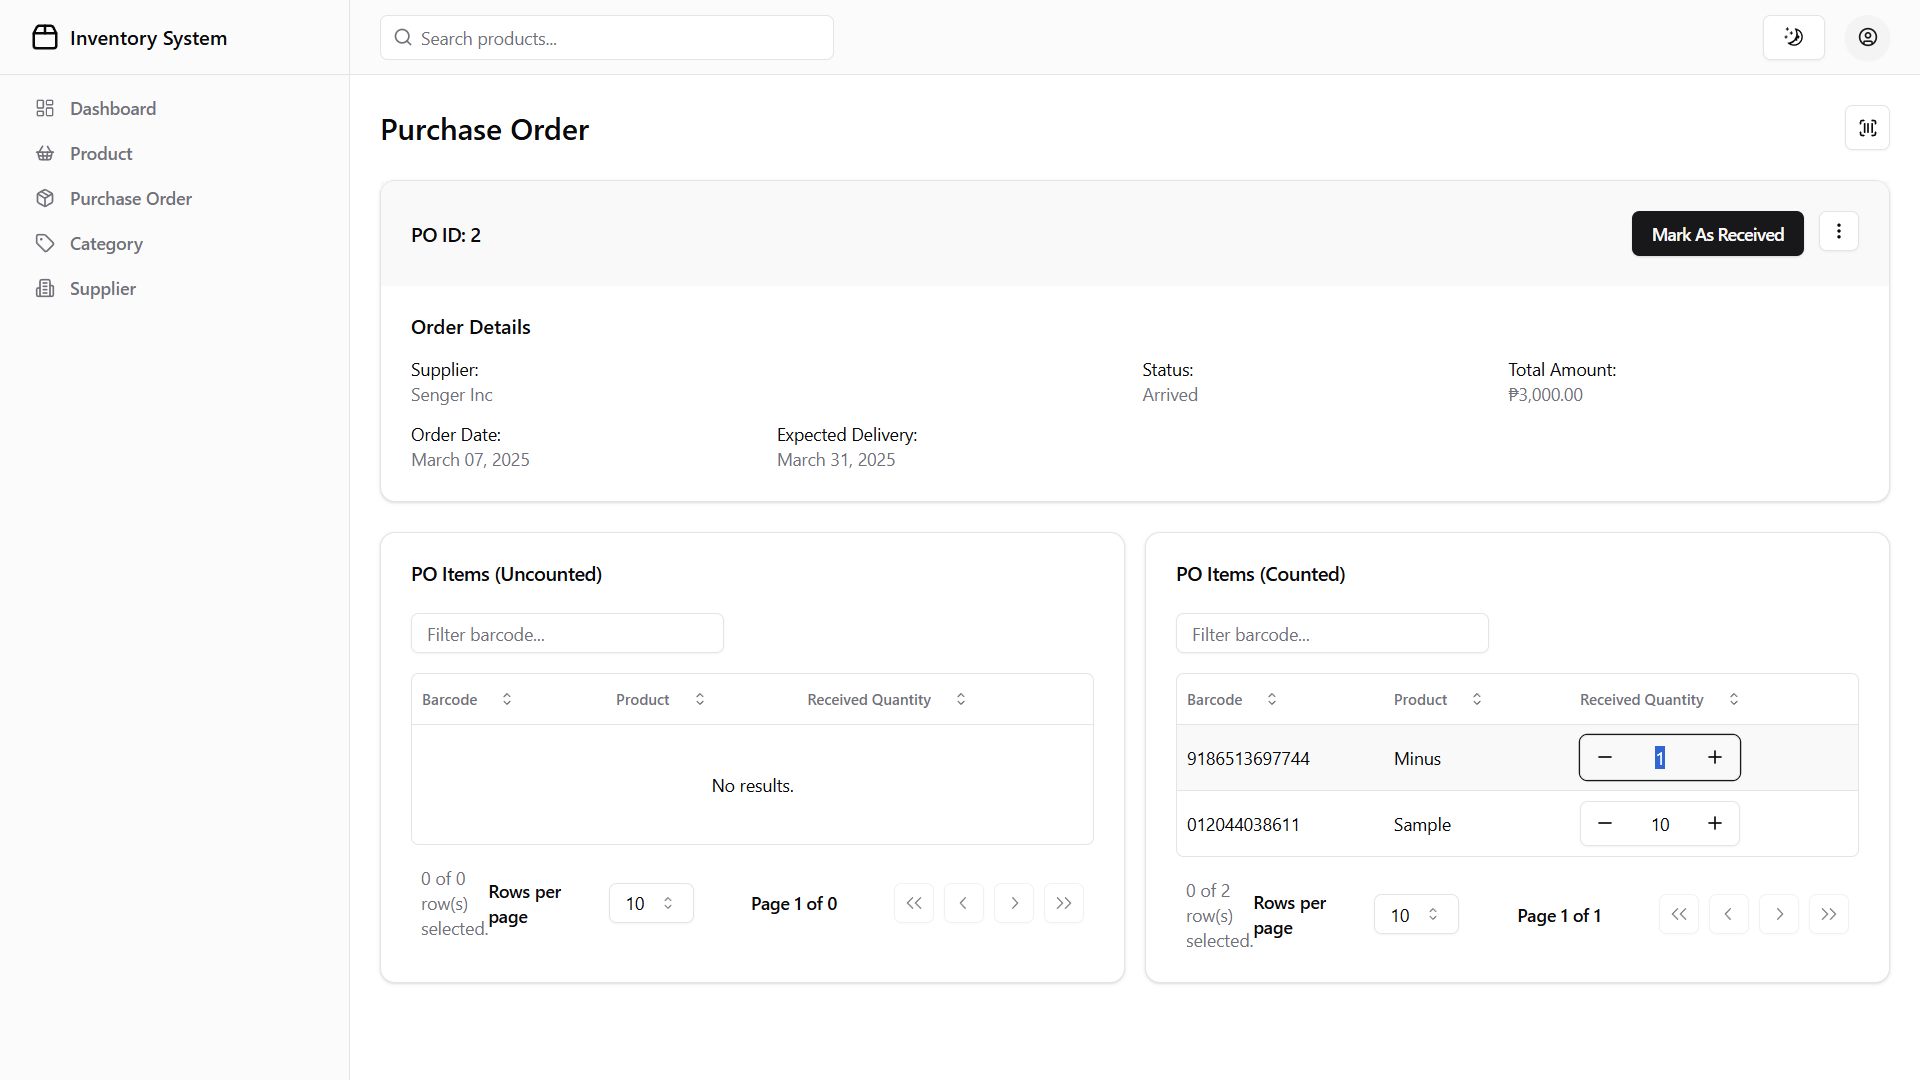 Inventory System
Search products...
Dashboard
Product
Purchase Order
Category
Supplier
Purchase Order
PO ID: 2
Mark As Received
Order Details
Supplier:
Senger Inc
Status:
Arrived
Total Amount:
₱3,000.00
Order Date:
March 07, 2025
Expected Delivery:
March 31, 2025
PO Items (Uncounted)
Filter barcode...
Barcode Product Received Quantity
No results.
0 of 0
row(s)
selected.
Rows per
page
10
Page 1 of 0
PO Items (Counted)
Filter barcode...
Barcode Product Received Quantity
9186513697744 Minus 1
012044038611 Sample 10
0 of 2
row(s)
selected.
Rows per
page
10
Page 1 of 1